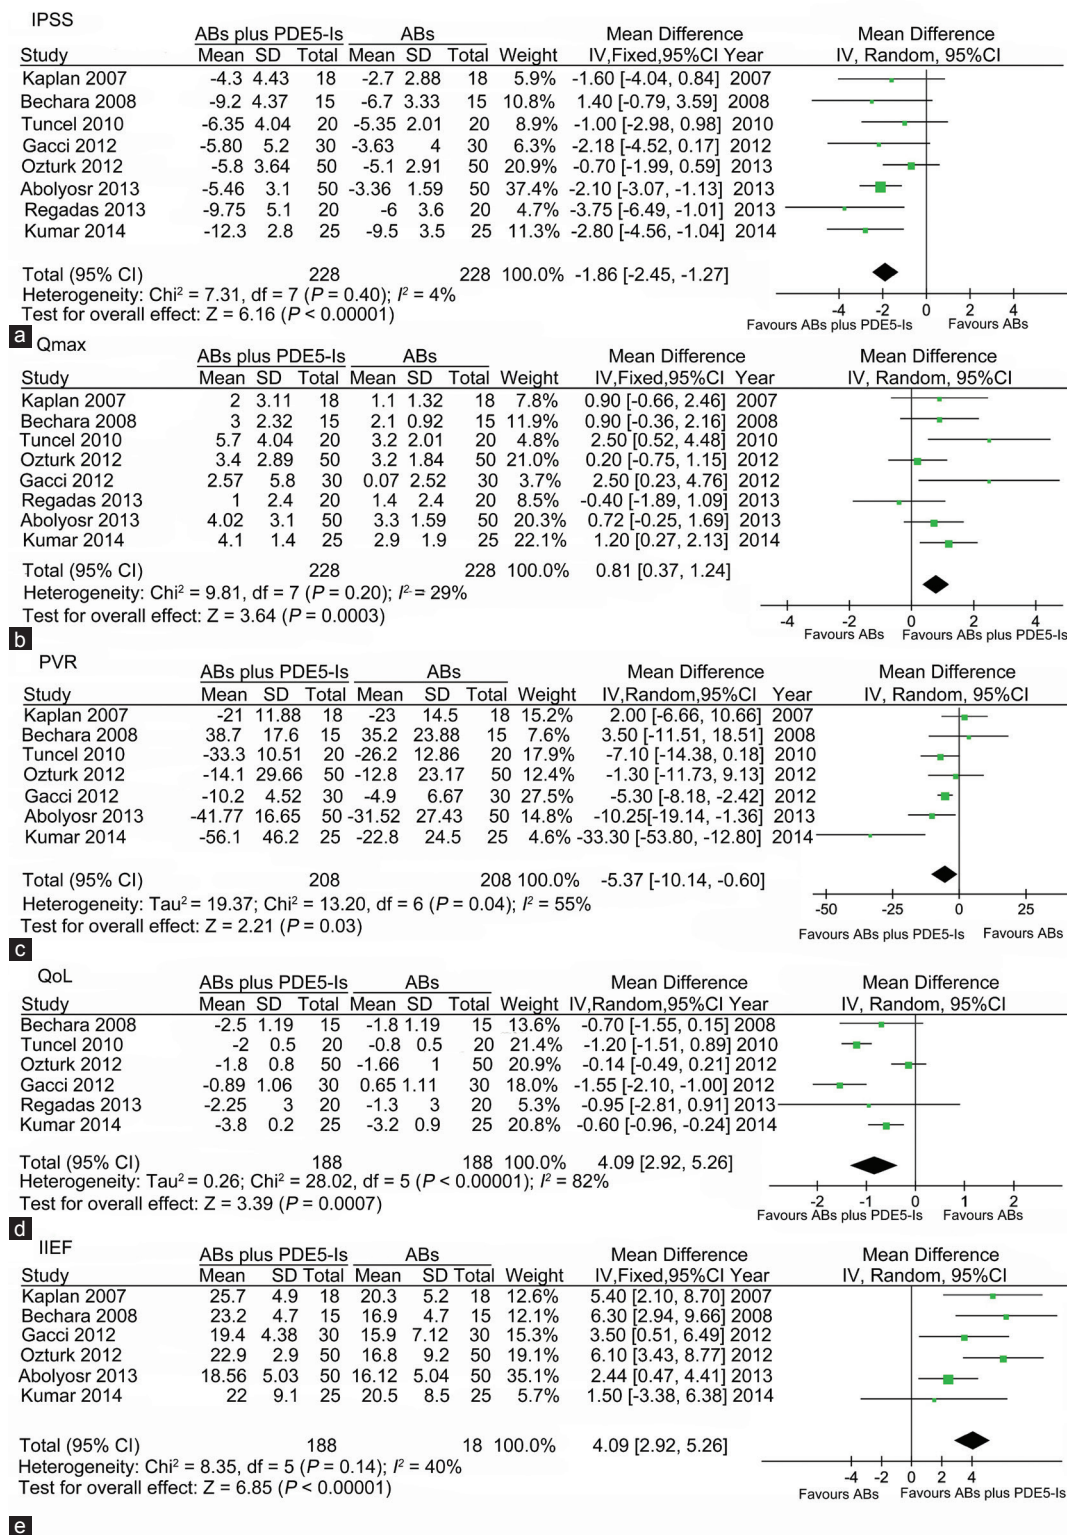 IPSS
ABs plus PDE5-Is ABs Mean Difference Mean Difference
Study Mean SD Total Mean SD Total Weight IV,Fixed,95%CI Year IV, Random, 95%CI
Kaplan 2007 -4.3 4.43 18 -2.7 2.88 18 5.9% -1.60 [-4.04, 0.84] 2007
Bechara 2008 -9.2 4.37 15 -6.7 3.33 15 10.8% 1.40 [-0.79, 3.59] 2008
Tuncel 2010 -6.35 4.04 20 -5.35 2.01 20 8.9% -1.00 [-2.98, 0.98] 2010
Gacci 2012 -5.80 5.2 30 -3.63 4 30 6.3% -2.18 [-4.52, 0.17] 2012
Ozturk 2012 -5.8 3.64 50 -5.1 2.91 50 20.9% -0.70 [-1.99, 0.59] 2013
Abolyosr 2013 -5.46 3.1 50 -3.36 1.59 50 37.4% -2.10 [-3.07, -1.13] 2013
Regadas 2013 -9.75 5.1 20 -6 3.6 20 4.7% -3.75 [-6.49, -1.01] 2013
Kumar 2014 -12.3 2.8 25 -9.5 3.5 25 11.3% -2.80 [-4.56, -1.04] 2014
Total (95% CI) 228 228 100.0% -1.86 [-2.45, -1.27]
Heterogeneity: Chi² = 7.31, df = 7 (P = 0.40); I² = 4%
Test for overall effect: Z = 6.16 (P < 0.00001)
-4 -2 0 2 4
Favours ABs plus PDE5-Is Favours ABs
a
Qmax
ABs plus PDE5-Is ABs Mean Difference Mean Difference
Study Mean SD Total Mean SD Total Weight IV,Fixed,95%CI Year IV, Random, 95%CI
Kaplan 2007 2 3.11 18 1.1 1.32 18 7.8% 0.90 [-0.66, 2.46] 2007
Bechara 2008 3 2.32 15 2.1 0.92 15 11.9% 0.90 [-0.36, 2.16] 2008
Tuncel 2010 5.7 4.04 20 3.2 2.01 20 4.8% 2.50 [0.52, 4.48] 2010
Ozturk 2012 3.4 2.89 50 3.2 1.84 50 21.0% 0.20 [-0.75, 1.15] 2012
Gacci 2012 2.57 5.8 30 0.07 2.52 30 3.7% 2.50 [0.23, 4.76] 2012
Regadas 2013 1 2.4 20 1.4 2.4 20 8.5% -0.40 [-1.89, 1.09] 2013
Abolyosr 2013 4.02 3.1 50 3.3 1.59 50 20.3% 0.72 [-0.25, 1.69] 2013
Kumar 2014 4.1 1.4 25 2.9 1.9 25 22.1% 1.20 [0.27, 2.13] 2014
Total (95% CI) 228 228 100.0% 0.81 [0.37, 1.24]
Heterogeneity: Chi² = 9.81, df = 7 (P = 0.20); I² = 29%
Test for overall effect: Z = 3.64 (P = 0.0003)
-4 -2 0 2 4
Favours ABs Favours ABs plus PDE5-Is
b
PVR
ABs plus PDE5-Is ABs Mean Difference Mean Difference
Study Mean SD Total Mean SD Total Weight IV,Random,95%CI Year IV, Random, 95%CI
Kaplan 2007 -21 11.88 18 -23 14.5 18 15.2% 2.00 [-6.66, 10.66] 2007
Bechara 2008 38.7 17.6 15 35.2 23.88 15 7.6% 3.50 [-11.51, 18.51] 2008
Tuncel 2010 -33.3 10.51 20 -26.2 12.86 20 17.9% -7.10 [-14.38, 0.18] 2010
Ozturk 2012 -14.1 29.66 50 -12.8 23.17 50 12.4% -1.30 [-11.73, 9.13] 2012
Gacci 2012 -10.2 4.52 30 -4.9 6.67 30 27.5% -5.30 [-8.18, -2.42] 2012
Abolyosr 2013 -41.77 16.65 50 -31.52 27.43 50 14.8% -10.25[-19.14, -1.36] 2013
Kumar 2014 -56.1 46.2 25 -22.8 24.5 25 4.6% -33.30 [-53.80, -12.80] 2014
Total (95% CI) 208 208 100.0% -5.37 [-10.14, -0.60]
Heterogeneity: Tau² = 19.37; Chi² = 13.20, df = 6 (P = 0.04); I² = 55%
Test for overall effect: Z = 2.21 (P = 0.03)
-50 -25 0 25
Favours ABs plus PDE5-Is Favours ABs
c
QoL
ABs plus PDE5-Is ABs Mean Difference Mean Difference
Study Mean SD Total Mean SD Total Weight IV,Random,95%CI Year IV, Random, 95%CI
Bechara 2008 -2.5 1.19 15 -1.8 1.19 15 13.6% -0.70 [-1.55, 0.15] 2008
Tuncel 2010 -2 0.5 20 -0.8 0.5 20 21.4% -1.20 [-1.51, 0.89] 2010
Ozturk 2012 -1.8 0.8 50 -1.66 1 50 20.9% -0.14 [-0.49, 0.21] 2012
Gacci 2012 -0.89 1.06 30 0.65 1.11 30 18.0% -1.55 [-2.10, -1.00] 2012
Regadas 2013 -2.25 3 20 -1.3 3 20 5.3% -0.95 [-2.81, 0.91] 2013
Kumar 2014 -3.8 0.2 25 -3.2 0.9 25 20.8% -0.60 [-0.96, -0.24] 2014
Total (95% CI) 188 188 100.0% 4.09 [2.92, 5.26]
Heterogeneity: Tau² = 0.26; Chi² = 28.02, df = 5 (P < 0.00001); I² = 82%
Test for overall effect: Z = 3.39 (P = 0.0007)
-2 -1 0 1 2
Favours ABs plus PDE5-Is Favours ABs
d
IIEF
ABs plus PDE5-Is ABs Mean Difference Mean Difference
Study Mean SD Total Mean SD Total Weight IV,Fixed,95%CI Year IV, Random, 95%CI
Kaplan 2007 25.7 4.9 18 20.3 5.2 18 12.6% 5.40 [2.10, 8.70] 2007
Bechara 2008 23.2 4.7 15 16.9 4.7 15 12.1% 6.30 [2.94, 9.66] 2008
Gacci 2012 19.4 4.38 30 15.9 7.12 30 15.3% 3.50 [0.51, 6.49] 2012
Ozturk 2012 22.9 2.9 50 16.8 9.2 50 19.1% 6.10 [3.43, 8.77] 2012
Abolyosr 2013 18.56 5.03 50 16.12 5.04 50 35.1% 2.44 [0.47, 4.41] 2013
Kumar 2014 22 9.1 25 20.5 8.5 25 5.7% 1.50 [-3.38, 6.38] 2014
Total (95% CI) 188 18 100.0% 4.09 [2.92, 5.26]
Heterogeneity: Chi² = 8.35, df = 5 (P = 0.14); I² = 40%
Test for overall effect: Z = 6.85 (P < 0.00001)
-4 -2 0 2 4
Favours ABs Favours ABs plus PDE5-Is
e